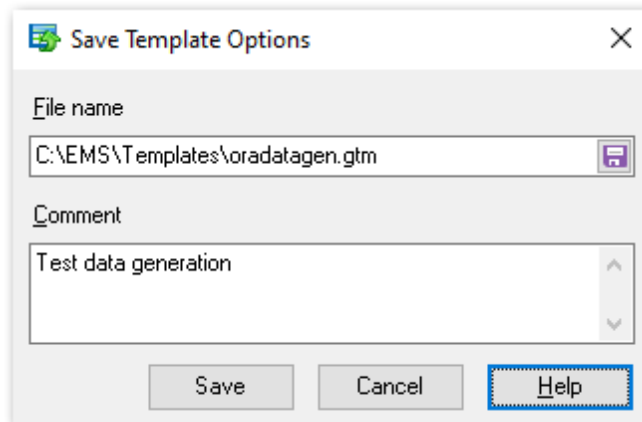 Save Template Options
File name
C:\EMS\Templates\oradatagen.gtm
Comment
Test data generation
Save Cancel Help